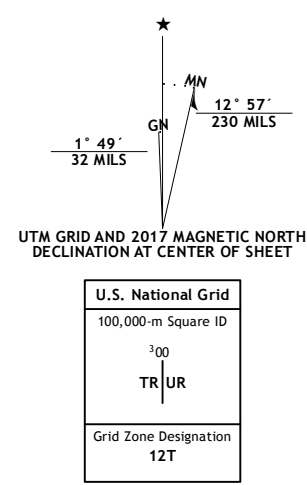 ★
MN
GN
12° 57´
230 MILS
1° 49´
32 MILS
UTM GRID AND 2017 MAGNETIC NORTH
DECLINATION AT CENTER OF SHEET
U.S. National Grid
100,000-m Square ID
³00
TR UR
Grid Zone Designation
12T